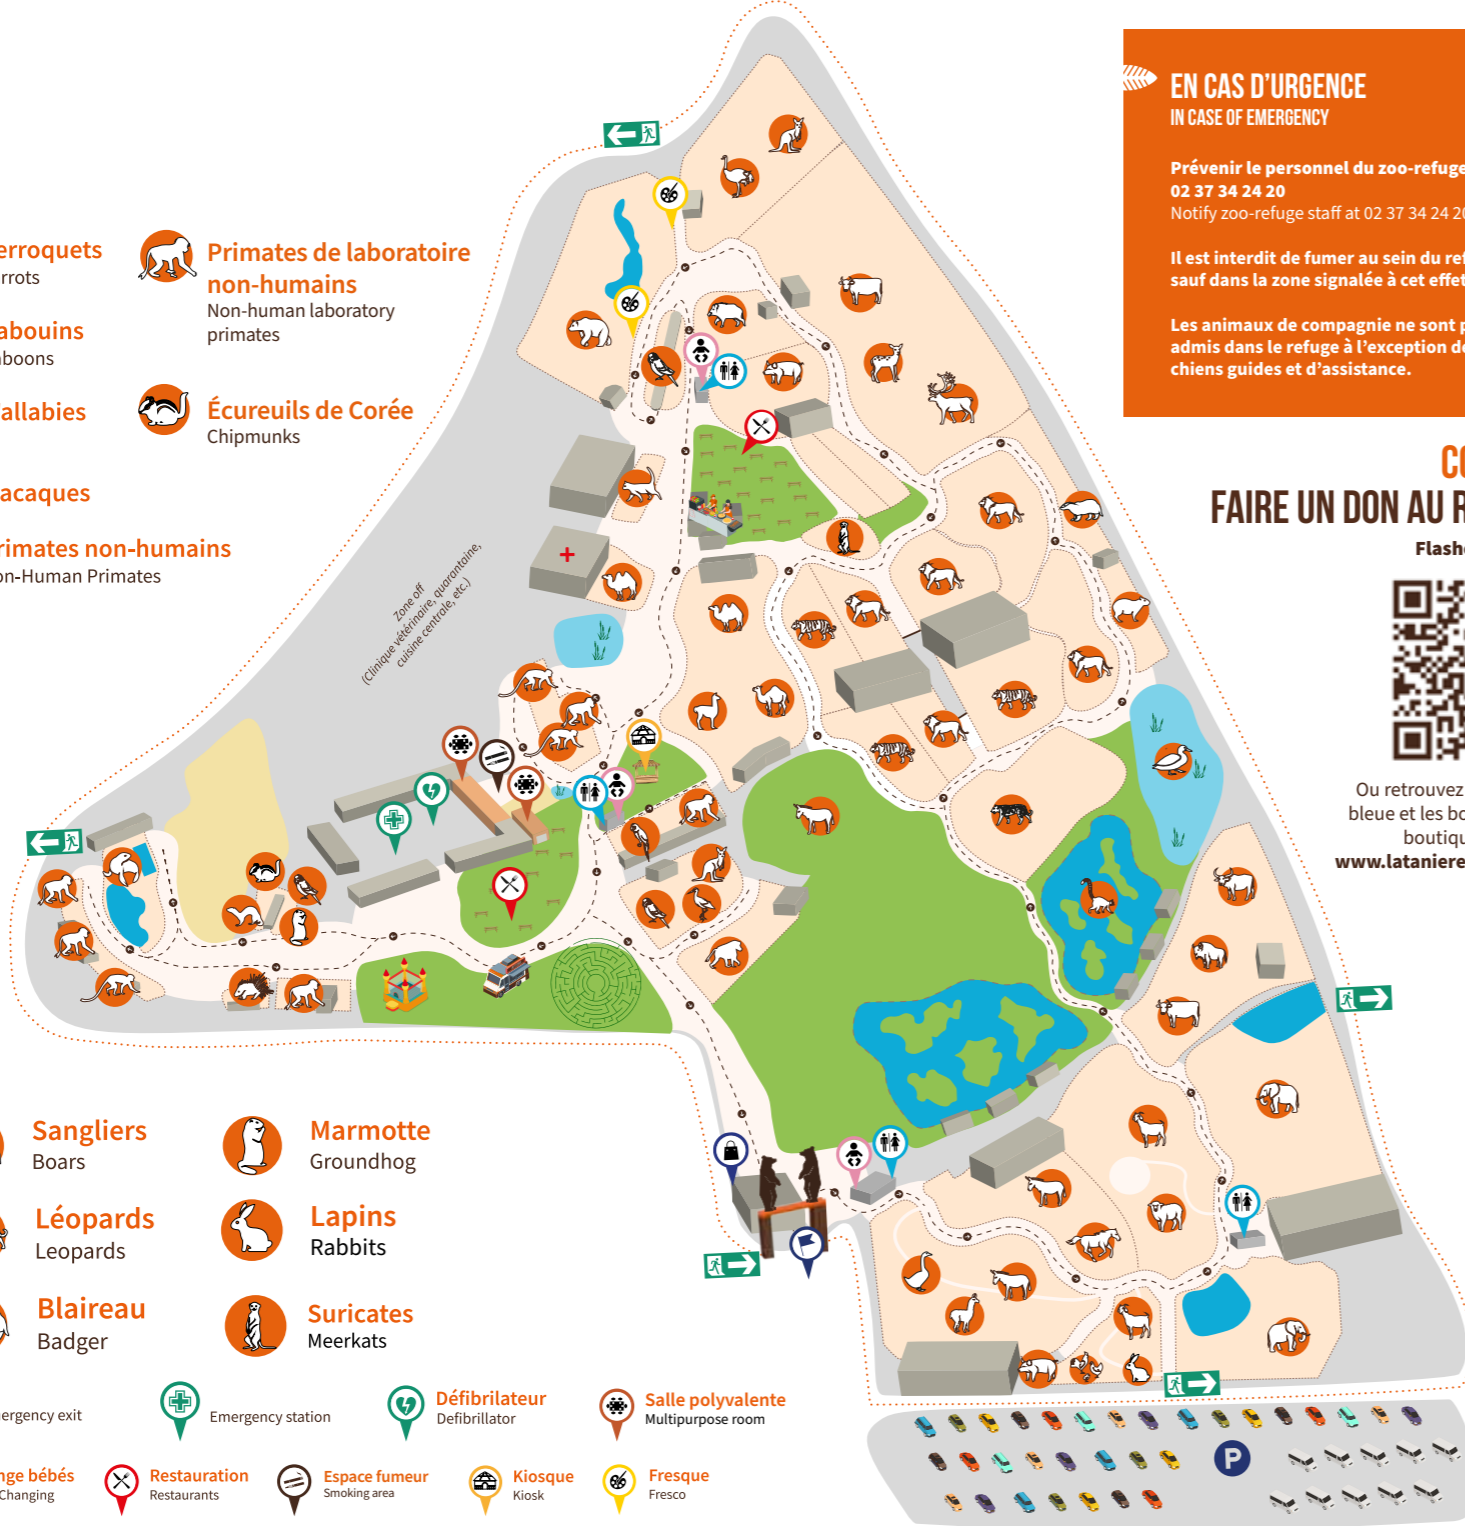 EN CAS D'URGENCE
IN CASE OF EMERGENCY
Prévenir le personnel du zoo-refuge
02 37 34 24 20
Notify zoo-refuge staff at 02 37 34 24 20
Il est interdit de fumer au sein du ref
sauf dans la zone signalée à cet effet
Les animaux de compagnie ne sont p
admis dans le refuge à l'exception de
chiens guides et d'assistance.
erroquets
rrots
abouins
boons
allabies
acaques
rimates non-humains
on-Human Primates
Primates de laboratoire
non-humains
Non-human laboratory
primates
Écureuils de Corée
Chipmunks
CO
FAIRE UN DON AU R
Flashe
Ou retrouvez
bleue et les bo
boutiqu
www.lataniere
Zone off
(Clinique vétérinaire, quarantaine,
cuisine centrale, etc.)
Sangliers
Boars
Léopards
Leopards
Blaireau
Badger
Marmotte
Groundhog
Lapins
Rabbits
Suricates
Meerkats
ergency exit
Emergency station
Défibrilateur
Defibrillator
Salle polyvalente
Multipurpose room
nge bébés
Changing
Restauration
Restaurants
Espace fumeur
Smoking area
Kiosque
Kiosk
Fresque
Fresco
P